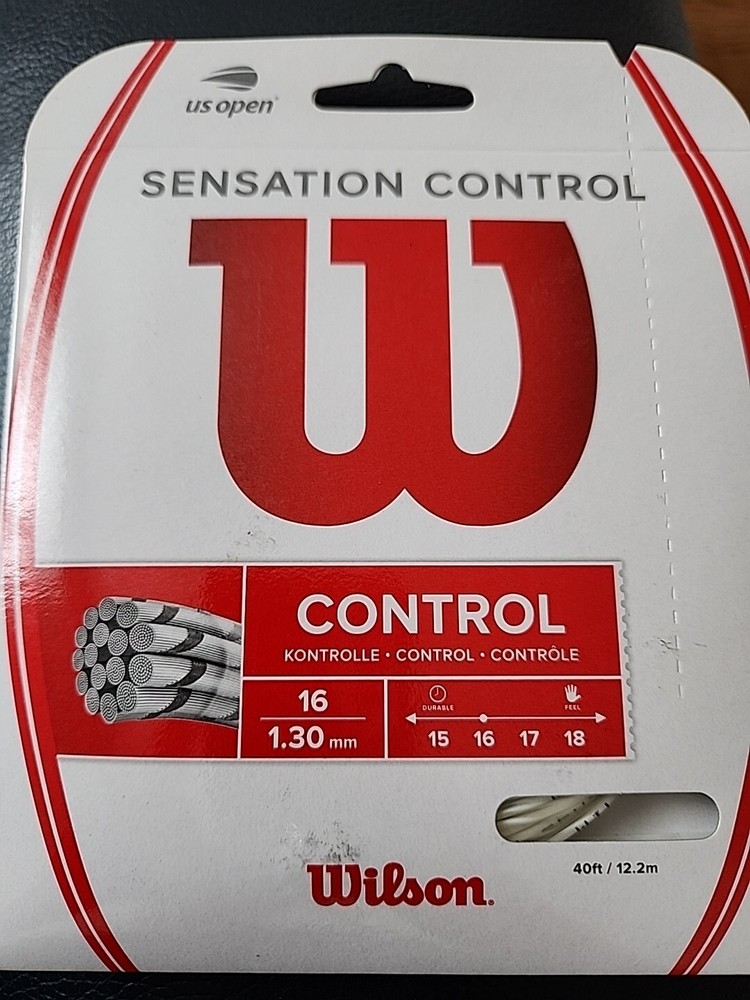 us open
SENSATION CONTROL
W
CONTROL
KONTROLLE • CONTROL • CONTRÔLE
16
1.30 mm
DURABLE FEEL
15 16 17 18
40ft / 12.2m
Wilson.